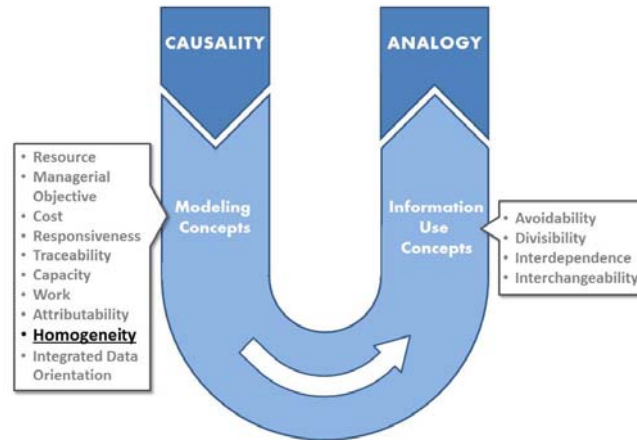 CAUSALITY
ANALOGY
• Resource
• Managerial
Objective
• Cost
• Responsiveness
• Traceability
• Capacity
• Work
• Attributability
• Homogeneity
• Integrated Data
Orientation
Modeling
Concepts
Information
Use
Concepts
• Avoidability
• Divisibility
• Interdependence
• Interchangeability